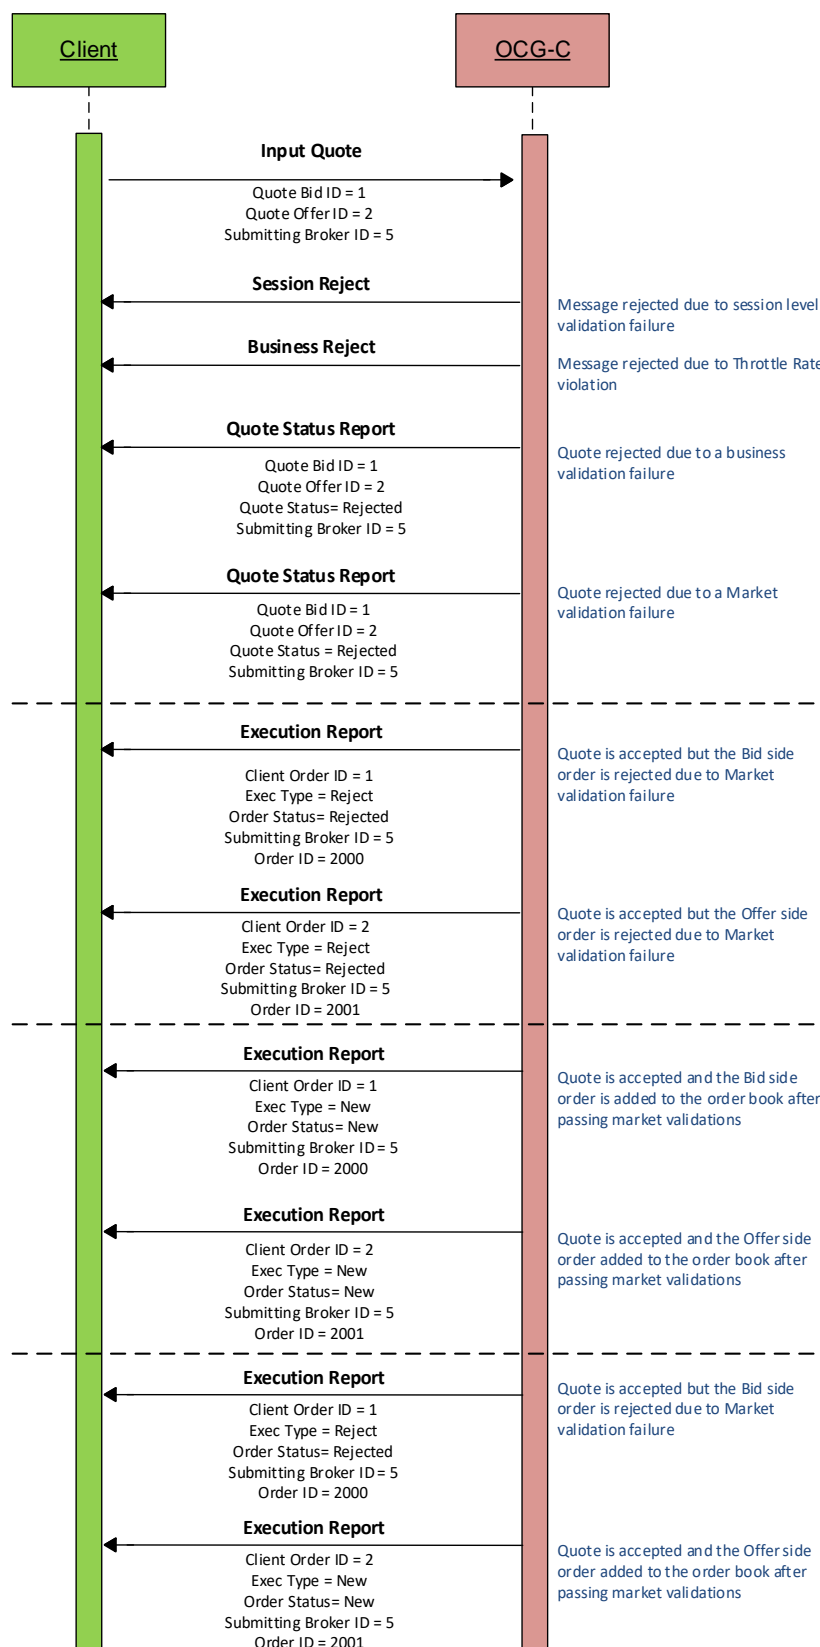 Client
OCG-C
Input Quote
Quote Bid ID = 1
Quote Offer ID = 2
Submitting Broker ID = 5
Session Reject
Message rejected due to session level
validation failure
Business Reject
Message rejected due to Throttle Rate
violation
Quote Status Report
Quote rejected due to a business
validation failure
Quote Bid ID = 1
Quote Offer ID = 2
Quote Status= Rejected
Submitting Broker ID = 5
Quote Status Report
Quote rejected due to a Market
validation failure
Quote Bid ID = 1
Quote Offer ID = 2
Quote Status = Rejected
Submitting Broker ID = 5
Execution Report
Quote is accepted but the Bid side
order is rejected due to Market
validation failure
Client Order ID = 1
Exec Type = Reject
Order Status= Rejected
Submitting Broker ID = 5
Order ID = 2000
Execution Report
Quote is accepted but the Offer side
order is rejected due to Market
validation failure
Client Order ID = 2
Exec Type = Reject
Order Status= Rejected
Submitting Broker ID = 5
Order ID = 2001
Execution Report
Quote is accepted and the Bid side
order is added to the order book after
passing market validations
Client Order ID = 1
Exec Type = New
Order Status= New
Submitting Broker ID = 5
Order ID = 2000
Execution Report
Quote is accepted and the Offer side
order added to the order book after
passing market validations
Client Order ID = 2
Exec Type = New
Order Status= New
Submitting Broker ID = 5
Order ID = 2001
Execution Report
Quote is accepted but the Bid side
order is rejected due to Market
validation failure
Client Order ID = 1
Exec Type = Reject
Order Status= Rejected
Submitting Broker ID = 5
Order ID = 2000
Execution Report
Quote is accepted and the Offer side
order added to the order book after
passing market validations
Client Order ID = 2
Exec Type = New
Order Status= New
Submitting Broker ID = 5
Order ID = 2001